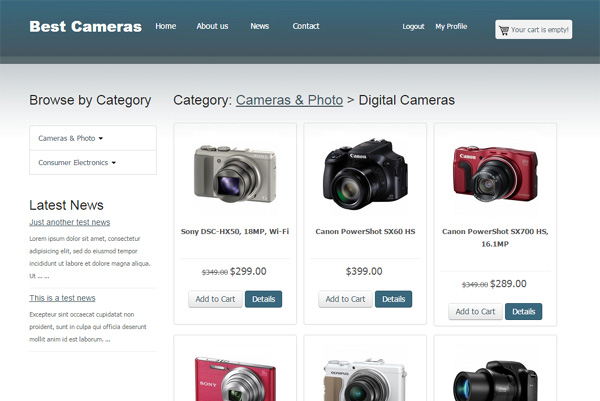 Best Cameras
Home About us News Contact
Logout My Profile
Your cart is empty!
Browse by Category
Cameras & Photo
Consumer Electronics
Latest News
Just another test news
Lorem ipsum dolor sit amet, consectetur
adipisicing elit, sed do eiusmod tempor
incididunt ut labore et dolore magna aliqua.
Ut ... ...
This is a test news
Excepteur sint occaecat cupidatat non
proident, sunt in culpa qui officia deserunt
mollit anim id est laborum. ...
Category: Cameras & Photo > Digital Cameras
SONY
Sony DSC-HX50, 18MP, Wi-Fi
$349.00 $299.00
Add to Cart Details
Canon
Canon PowerShot SX60 HS
$399.00
Add to Cart Details
Canon
Canon PowerShot SX700 HS,
16.1MP
$349.00 $289.00
Add to Cart Details
SONY
OLYMPUS